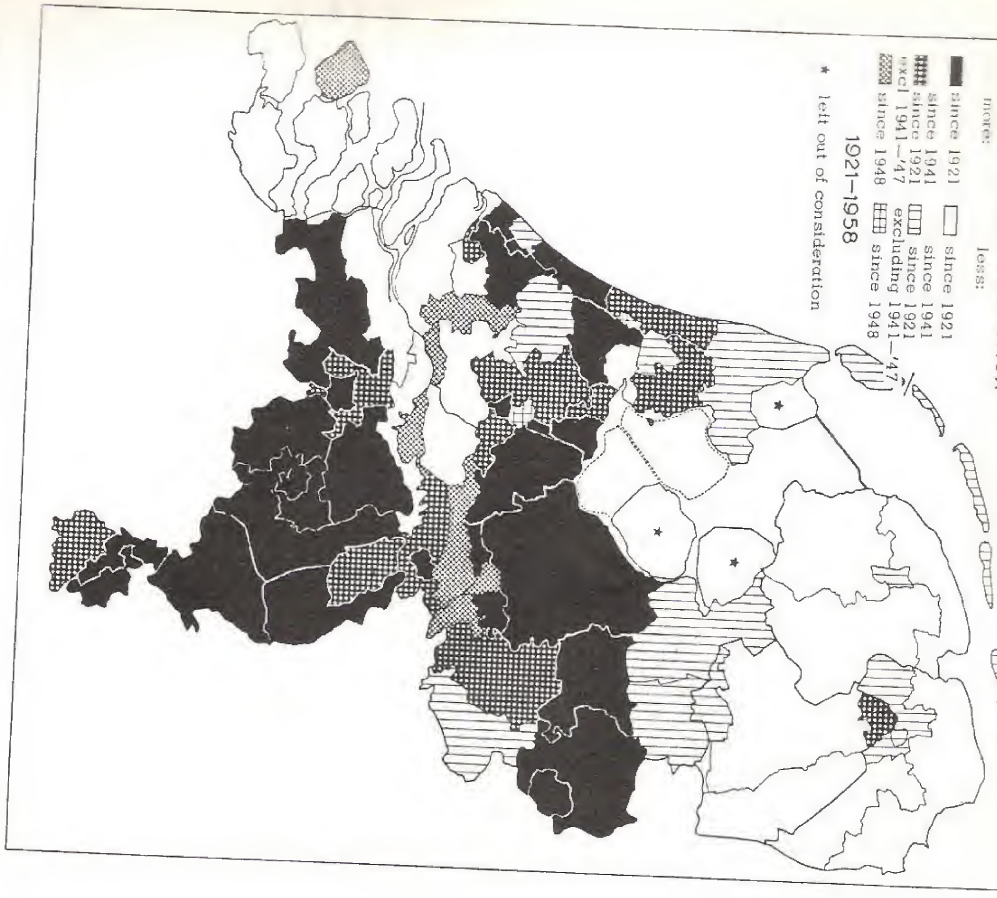 more: less:
since 1921 since 1921
since 1941 since 1941
since 1921 since 1921
excl 1941–'47 excluding 1941–'47
since 1948 since 1948
1921–1958
* left out of consideration